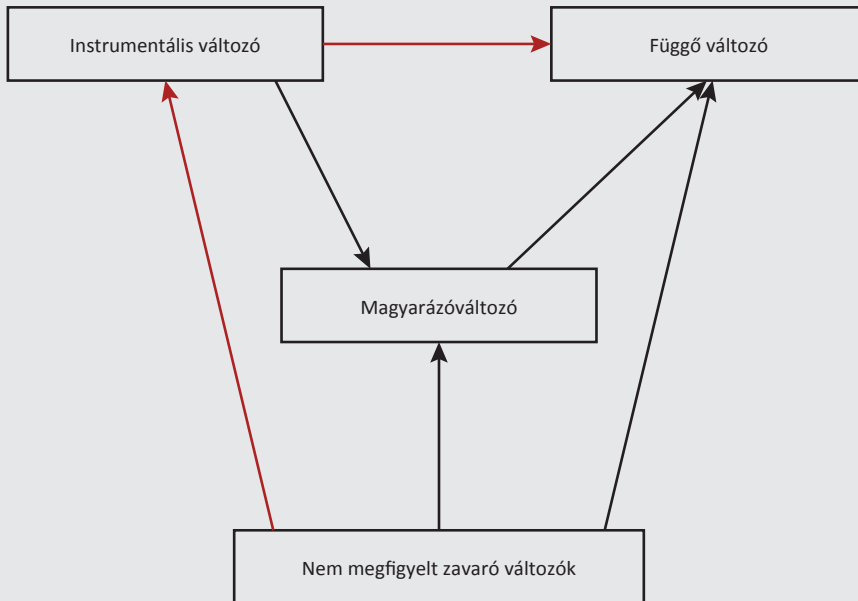 Instrumentális változó
Függő változó
Magyarázóváltozó
Nem megfigyelt zavaró változók